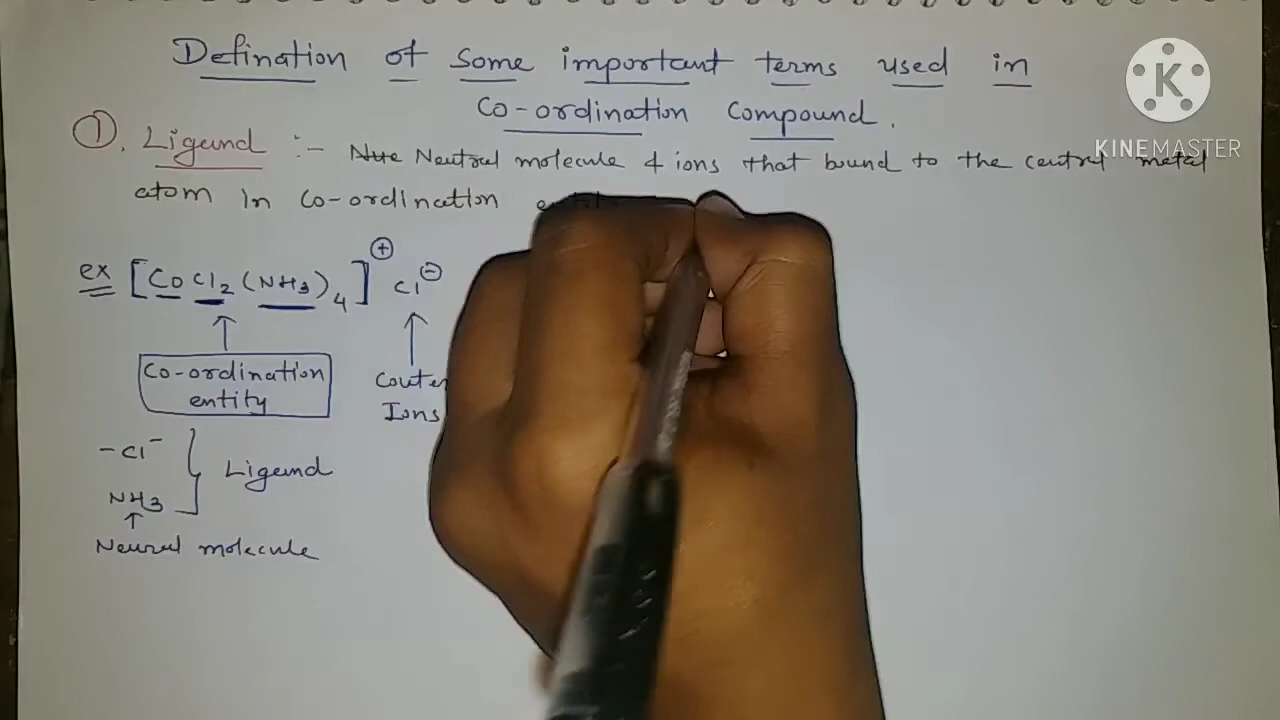 Defination of Some important terms used in
Co-ordination Compound.
①. Ligand :- Neutral molecule & ions that bound to the central metal
atom in Co-ordination
ex [CoCl2(NH3)4]⊕ Cl⊖
Co-ordination
entity
Couter
Ions
-Cl-
NH3
Ligand
Neural molecule
K
KINEMASTER